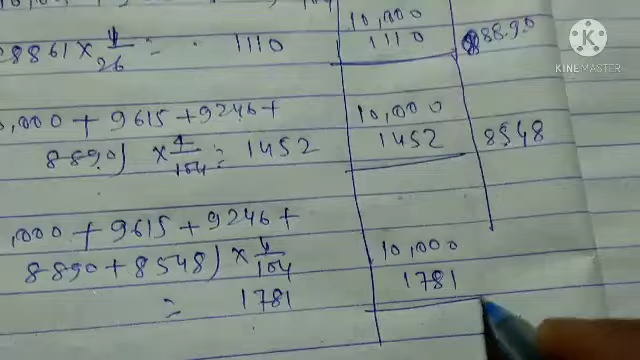 8861 × 4/26 = 1110 | 10,000
1110 | 8890
KINEMASTER
,000 + 9615 + 9246 +
8890) × 4/104 = 1452 | 10,000
1452 | 8548
,000 + 9615 + 9246 +
8890 + 8548) × 4/104
= 1781 | 10,000
1781